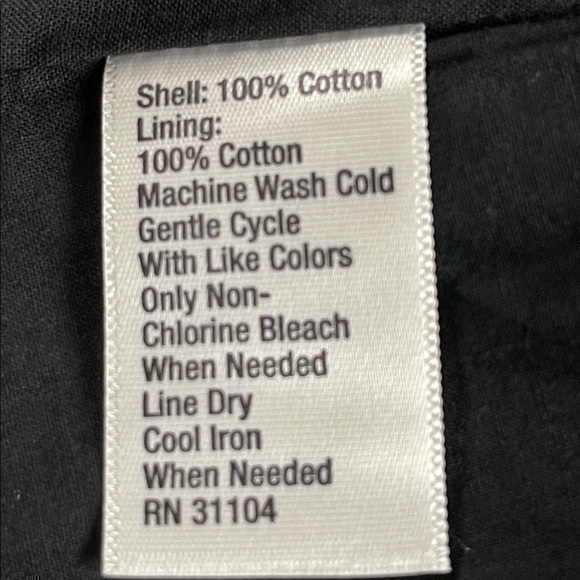 Shell: 100% Cotton
Lining:
100% Cotton
Machine Wash Cold
Gentle Cycle
With Like Colors
Only Non-
Chlorine Bleach
When Needed
Line Dry
Cool Iron
When Needed
RN 31104